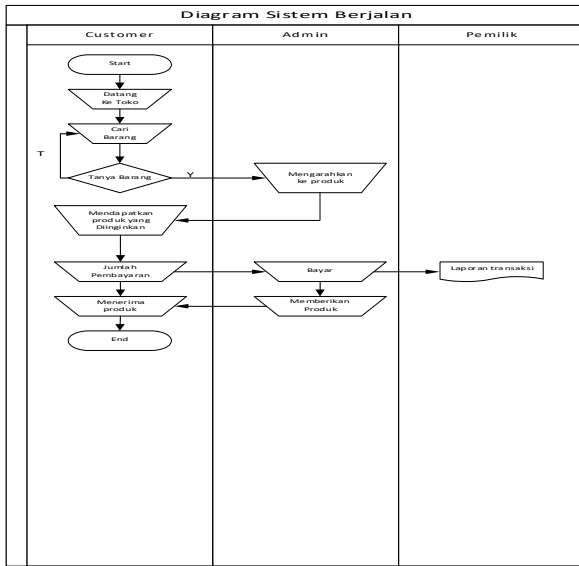 Diagram Sistem Berjalan
Customer
Admin
Pemilik
Start
Datang
Ke Toko
Cari
Barang
T
Tanya Barang
Y
Mengarahkan
ke produk
Mendapatkan
produk yang
Diinginkan
Jumlah
Pembayaran
Bayar
Laporan transaksi
Menerima
produk
Memberikan
Produk
End